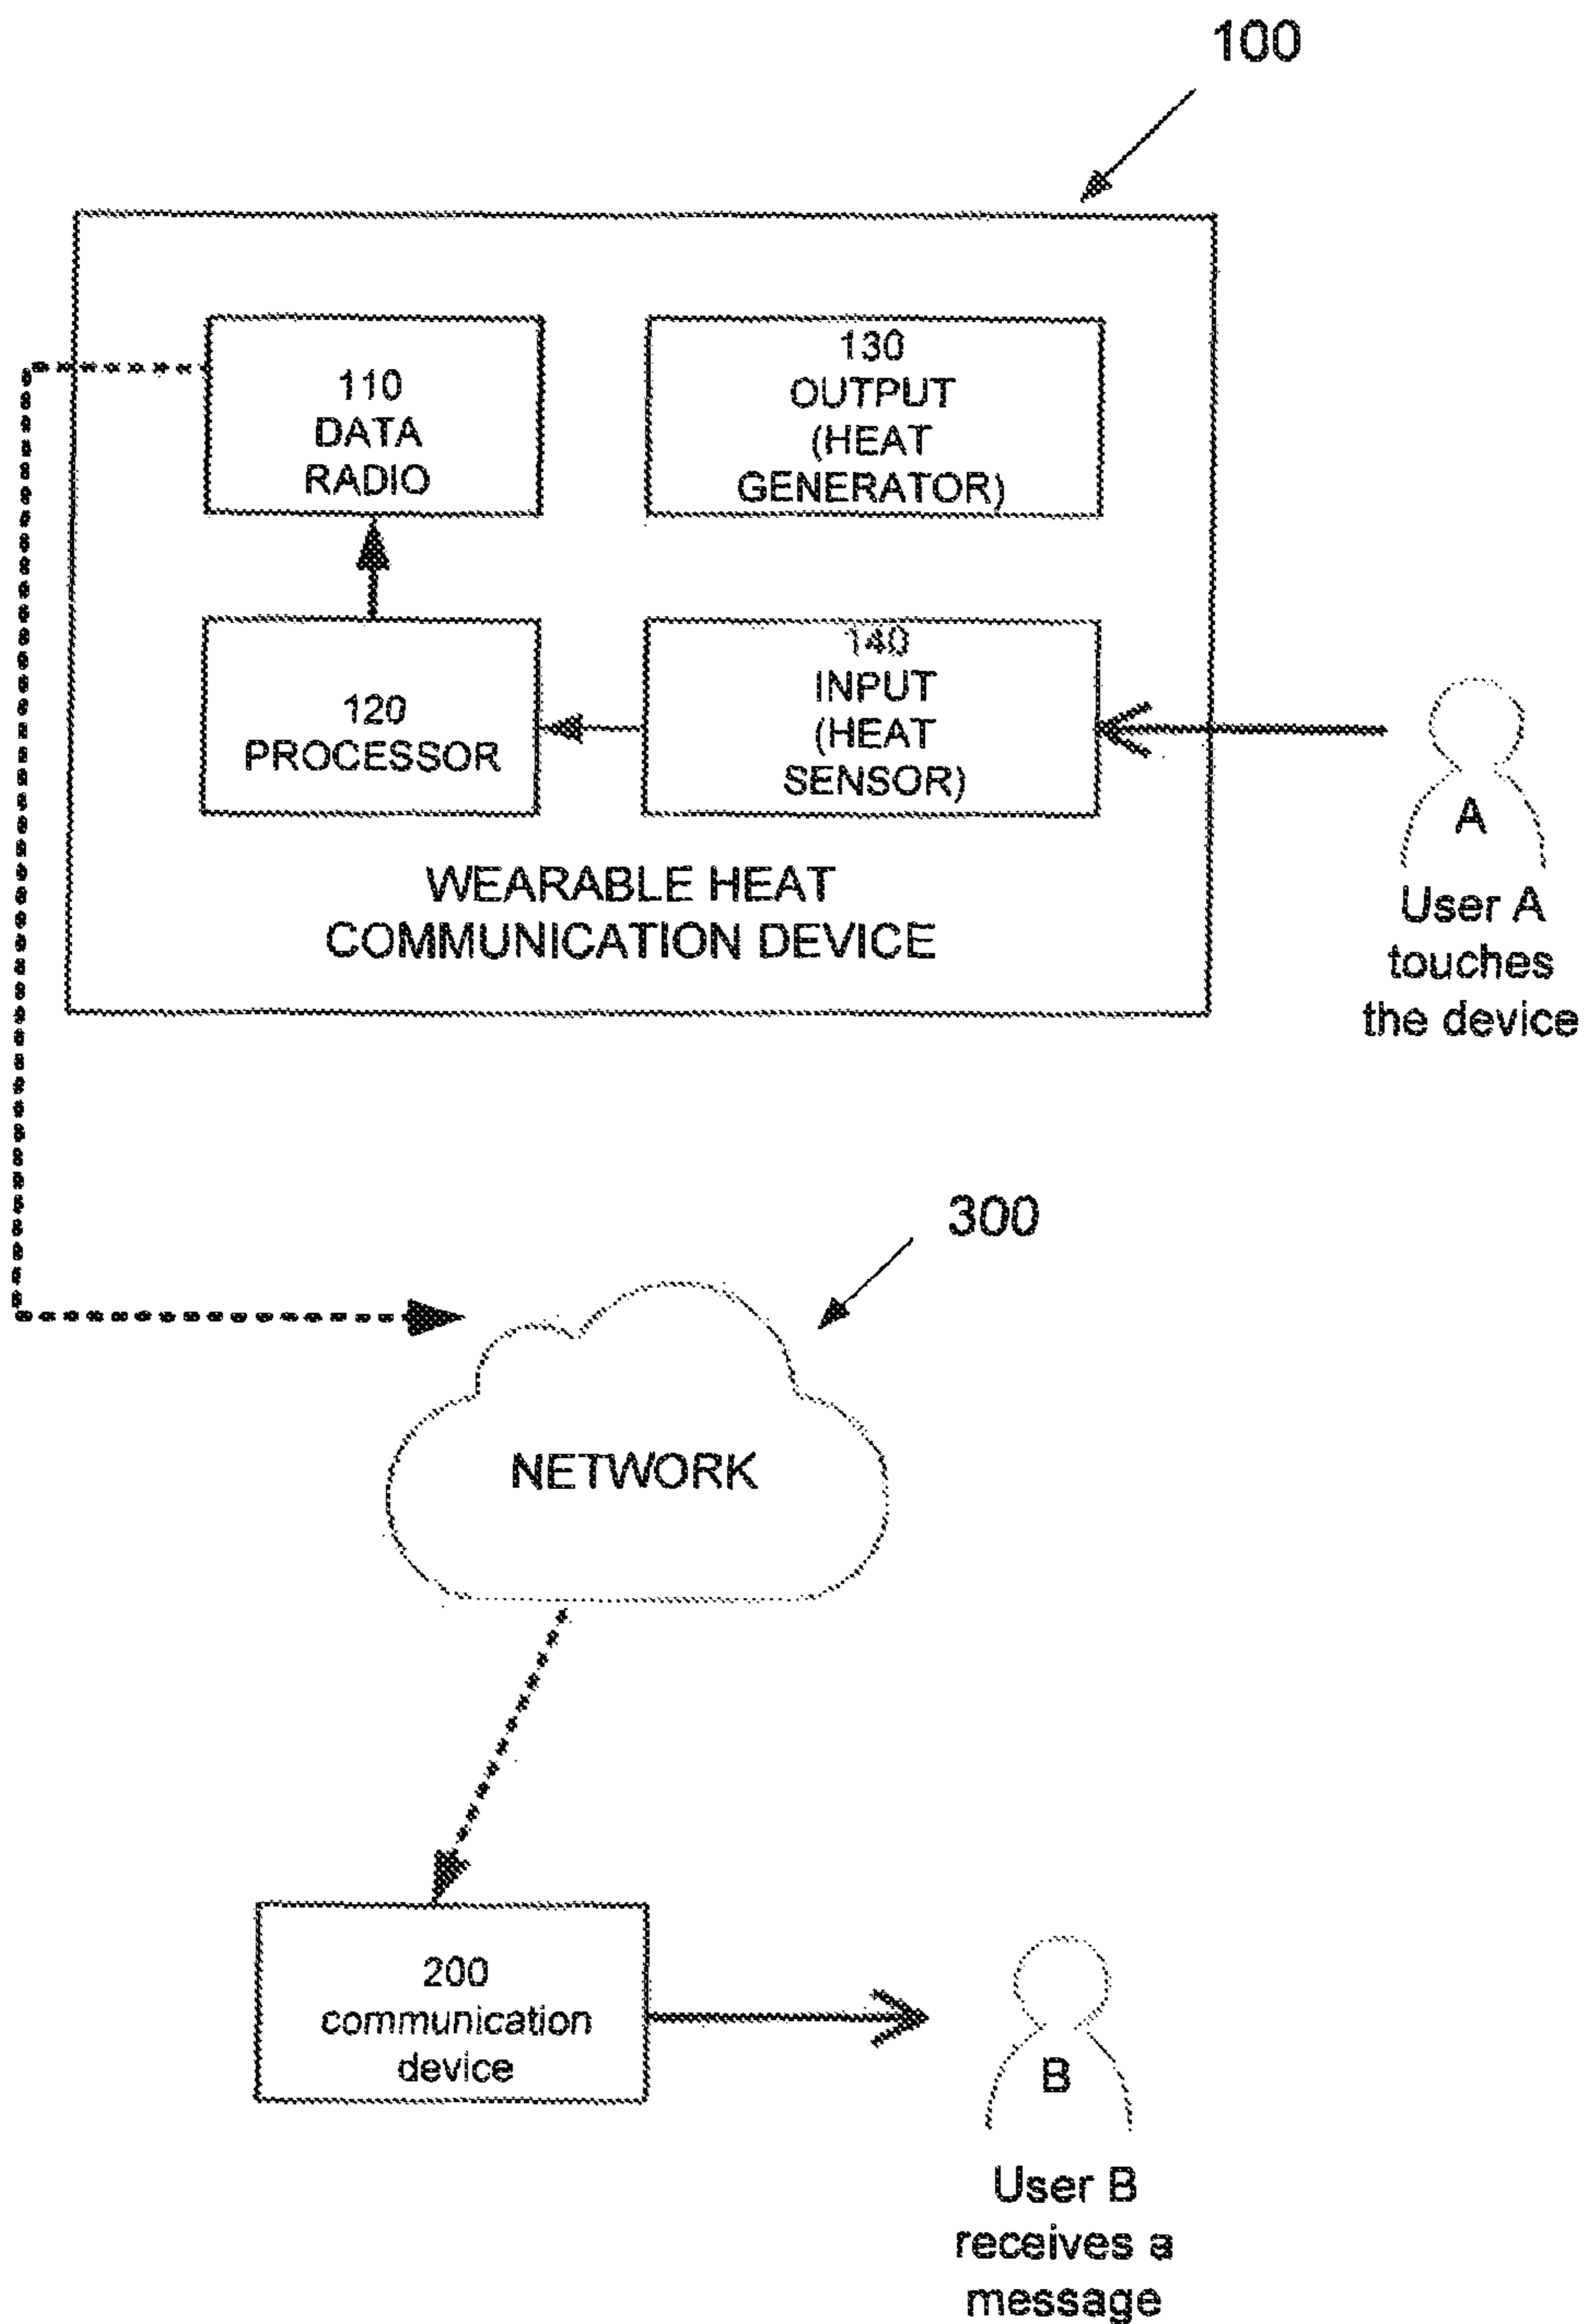 100
110
DATA
RADIO
130
OUTPUT
(HEAT
GENERATOR)
120
PROCESSOR
140
INPUT
(HEAT
SENSOR)
WEARABLE HEAT
COMMUNICATION DEVICE
A
User A
touches
the device
300
NETWORK
200
communication
device
B
User B
receives a
message